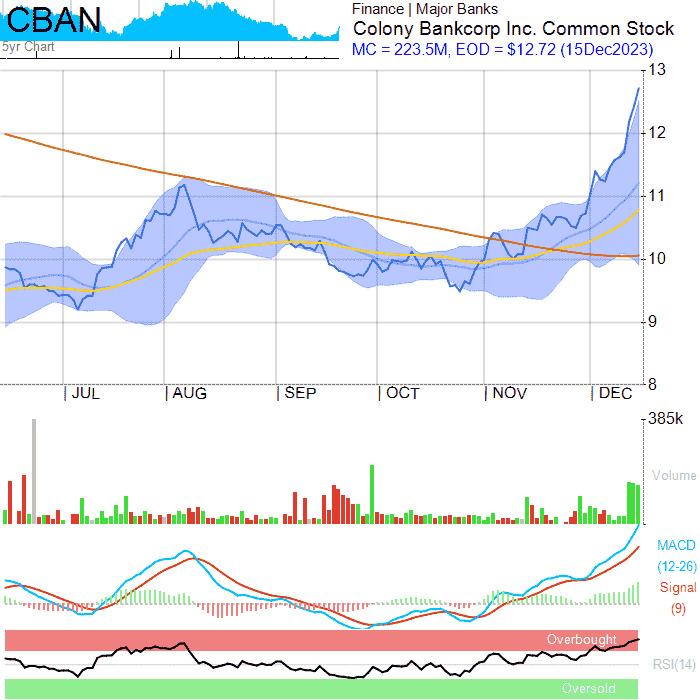 CBAN
5yr Chart
Finance | Major Banks
Colony Bankcorp Inc. Common Stock
MC = 223.5M, EOD = $12.72 (15Dec2023)
13
12
11
10
9
8
JUL AUG SEP OCT NOV DEC
385k
Volume
MACD
(12-26)
Signal
(9)
Overbought
RSI(14)
Oversold